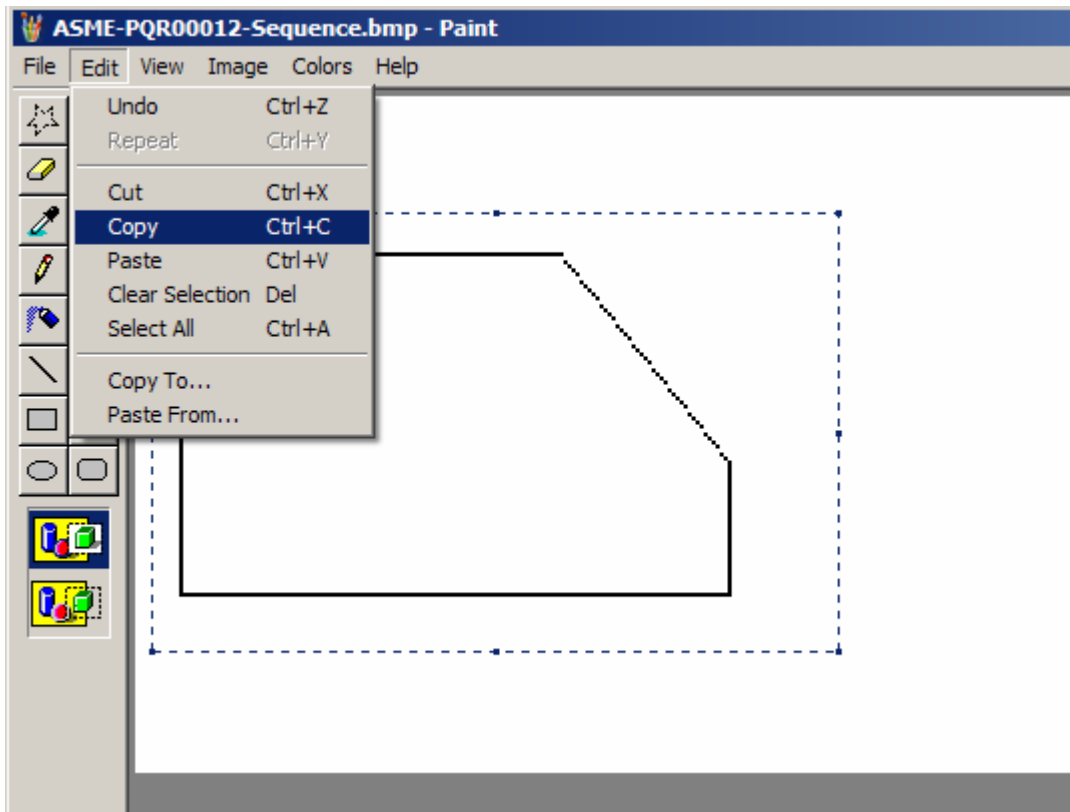 ASME-PQR00012-Sequence.bmp - Paint
File Edit View Image Colors Help
Undo Ctrl+Z
Repeat Ctrl+Y
Cut Ctrl+X
Copy Ctrl+C
Paste Ctrl+V
Clear Selection Del
Select All Ctrl+A
Copy To...
Paste From...